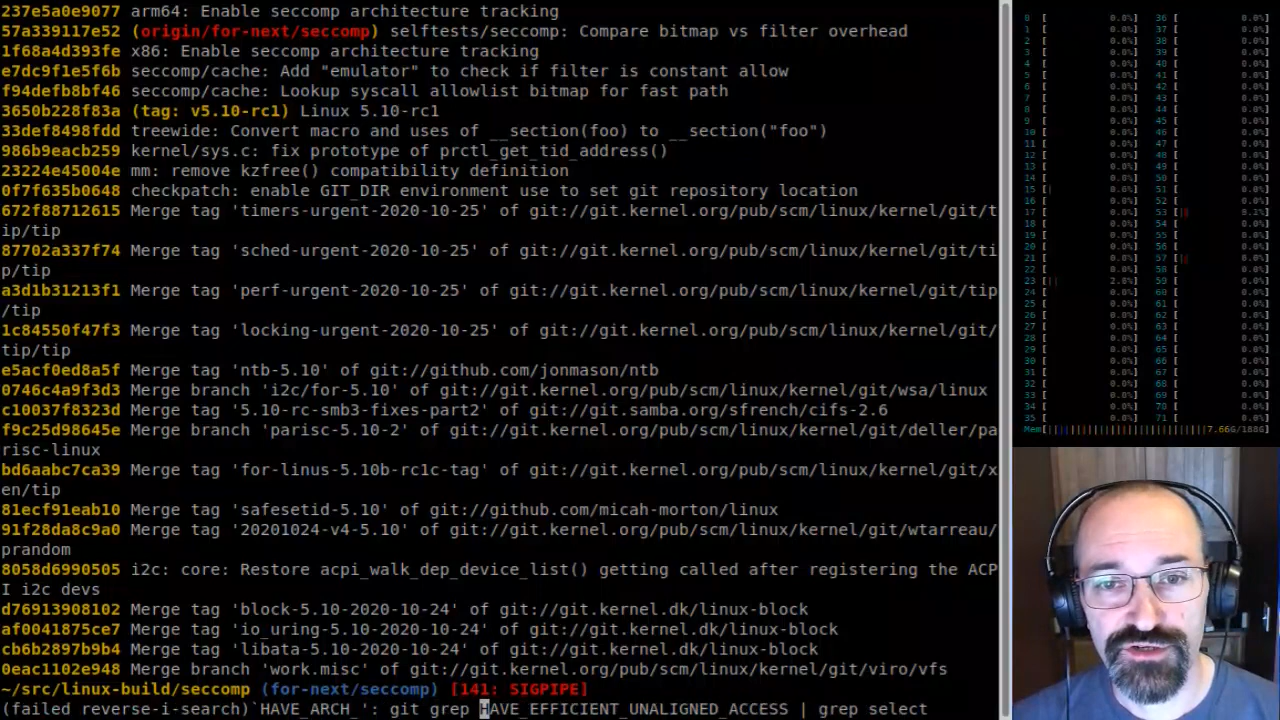 237e5a0e9077 arm64: Enable seccomp architecture tracking
57a339117e52 (origin/for-next/seccomp) selftests/seccomp: Compare bitmap vs filter overhead
1f68a4d393fe x86: Enable seccomp architecture tracking
e7dc9f1e5f6b seccomp/cache: Add "emulator" to check if filter is constant allow
f94defb8bf46 seccomp/cache: Lookup syscall allowlist bitmap for fast path
3650b228f83a (tag: v5.10-rc1) Linux 5.10-rc1
33def8498fdd treewide: Convert macro and uses of __section(foo) to __section("foo")
986b9eacb259 kernel/sys.c: fix prototype of prctl_get_tid_address()
23224e45004e mm: remove kzfree() compatibility definition
0f7f635b0648 checkpatch: enable GIT_DIR environment use to set git repository location
672f88712615 Merge tag 'timers-urgent-2020-10-25' of git://git.kernel.org/pub/scm/linux/kernel/git/t
ip/tip
87702a337f74 Merge tag 'sched-urgent-2020-10-25' of git://git.kernel.org/pub/scm/linux/kernel/git/ti
p/tip
a3d1b31213f1 Merge tag 'perf-urgent-2020-10-25' of git://git.kernel.org/pub/scm/linux/kernel/git/tip
/tip
1c84550f47f3 Merge tag 'locking-urgent-2020-10-25' of git://git.kernel.org/pub/scm/linux/kernel/git/
tip/tip
e5acf0ed8a5f Merge tag 'ntb-5.10' of git://github.com/jonmason/ntb
0746c4a9f3d3 Merge branch 'i2c/for-5.10' of git://git.kernel.org/pub/scm/linux/kernel/git/wsa/linux
c10037f8323d Merge tag '5.10-rc-smb3-fixes-part2' of git://git.samba.org/sfrench/cifs-2.6
f9c25d98645e Merge branch 'parisc-5.10-2' of git://git.kernel.org/pub/scm/linux/kernel/git/deller/pa
risc-linux
bd6aabc7ca39 Merge tag 'for-linus-5.10b-rc1c-tag' of git://git.kernel.org/pub/scm/linux/kernel/git/x
en/tip
81ecf91eab10 Merge tag 'safesetid-5.10' of git://github.com/micah-morton/linux
91f28da8c9a0 Merge tag '20201024-v4-5.10' of git://git.kernel.org/pub/scm/linux/kernel/git/wtarreau/
prandom
8058d6990505 i2c: core: Restore acpi_walk_dep_device_list() getting called after registering the ACP
I i2c devs
d76913908102 Merge tag 'block-5.10-2020-10-24' of git://git.kernel.dk/linux-block
af0041875ce7 Merge tag 'io_uring-5.10-2020-10-24' of git://git.kernel.dk/linux-block
cb6b2897b9b4 Merge tag 'libata-5.10-2020-10-24' of git://git.kernel.dk/linux-block
0eac1102e948 Merge branch 'work.misc' of git://git.kernel.org/pub/scm/linux/kernel/git/viro/vfs
~/src/linux-build/seccomp (for-next/seccomp) [141: SIGPIPE]
(failed reverse-i-search)`HAVE_ARCH_': git grep HAVE_EFFICIENT_UNALIGNED_ACCESS | grep select
Mem[ 7.66G/188G]